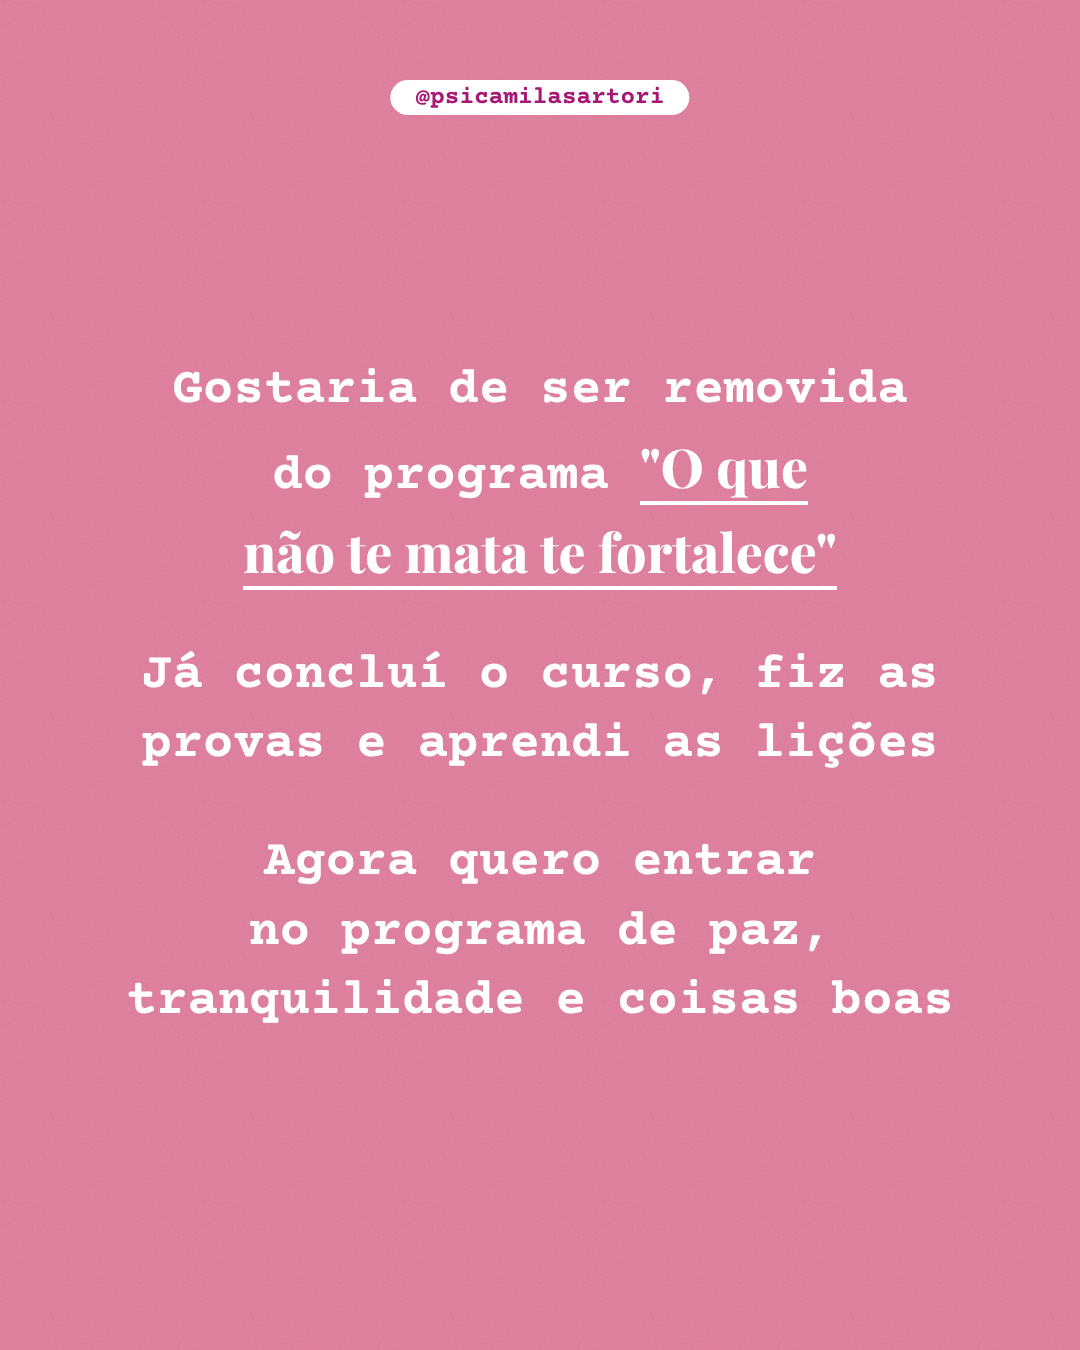 @psicamilasartori
Gostaria de ser removida
do programa "O que
não te mata te fortalece"
Já concluí o curso, fiz as
provas e aprendi as lições
Agora quero entrar
no programa de paz,
tranquilidade e coisas boas